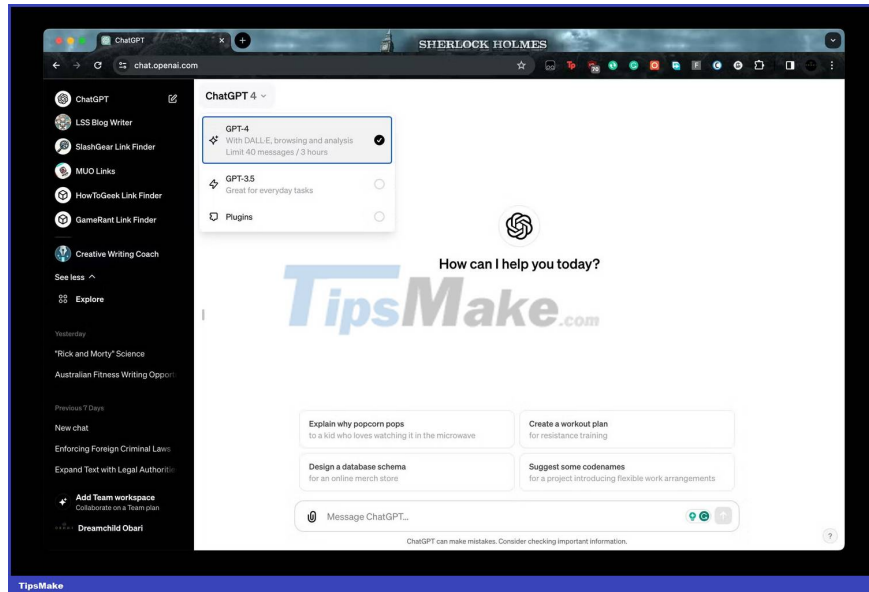 ChatGPT
SHERLOCK HOLMES
chat.openai.com
ChatGPT
LSS Blog Writer
SlashGear Link Finder
MUO Links
HowToGeek Link Finder
GameRant Link Finder
Creative Writing Coach
See less
Explore
Yesterday
"Rick and Morty" Science
Australian Fitness Writing Opport
Previous 7 Days
New chat
Enforcing Foreign Criminal Laws
Expand Text with Legal Authoritie
Add Team workspace
Collaborate on a Team plan
Dreamchild Obari
ChatGPT 4
GPT-4
With DALL·E, browsing and analysis
Limit 40 messages / 3 hours
GPT-3.5
Great for everyday tasks
Plugins
How can I help you today?
TipsMake.com
Explain why popcorn pops
to a kid who loves watching it in the microwave
Create a workout plan
for resistance training
Design a database schema
for an online merch store
Suggest some codenames
for a project introducing flexible work arrangements
Message ChatGPT...
ChatGPT can make mistakes. Consider checking important information.
?
TipsMake